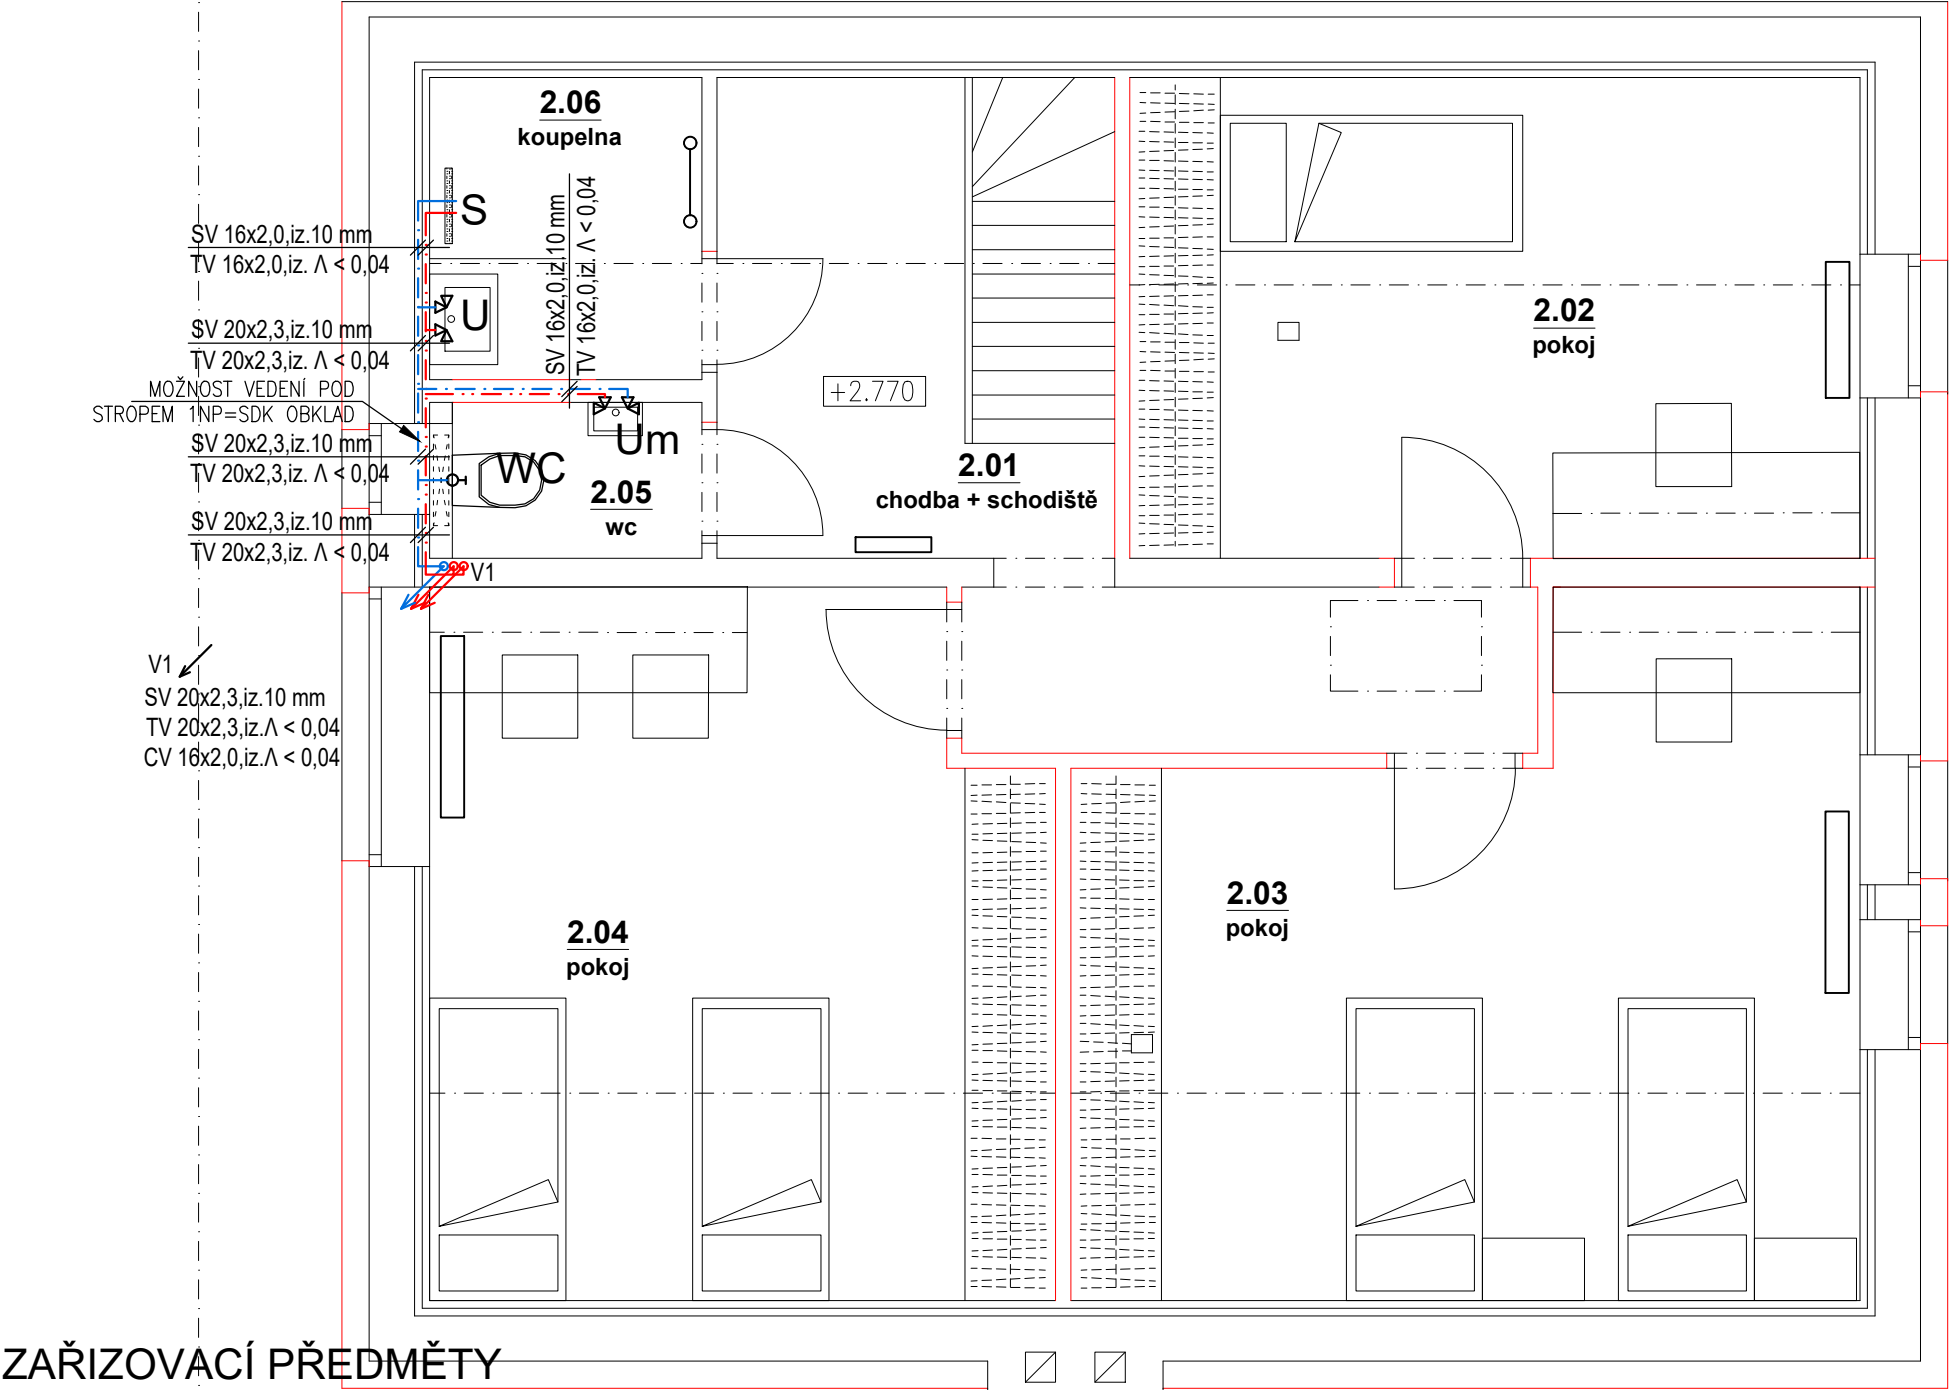 2.06
koupelna
S
SV 16x2,0,iz.10 mm
TV 16x2,0,iz. Λ < 0,04
SV 16x2,0,iz.10 mm
TV 16x2,0,iz. Λ < 0,04
U
SV 20x2,3,iz.10 mm
TV 20x2,3,iz. Λ < 0,04
2.02
pokoj
+2.770
MOŽNOST VEDENÍ POD
STROPEM 1NP=SDK OBKLAD
SV 20x2,3,iz.10 mm
TV 20x2,3,iz. Λ < 0,04
Um
WC
2.05
wc
2.01
chodba + schodiště
SV 20x2,3,iz.10 mm
TV 20x2,3,iz. Λ < 0,04
V1
V1
SV 20x2,3,iz.10 mm
TV 20x2,3,iz.Λ < 0,04
CV 16x2,0,iz.Λ < 0,04
2.03
pokoj
2.04
pokoj
ZAŘIZOVACÍ PŘEDMĚTY